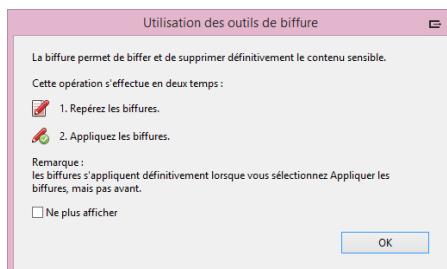 Utilisation des outils de biffure
La biffure permet de biffer et de supprimer définitivement le contenu sensible.
Cette opération s'effectue en deux temps :
1. Repérez les biffures.
2. Appliquez les biffures.
Remarque :
les biffures s'appliquent définitivement lorsque vous sélectionnez Appliquer les
biffures, mais pas avant.
Ne plus afficher
OK